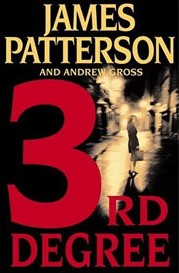 JAMES
PATTERSON
AND ANDREW GROSS
3RD
DEGREE